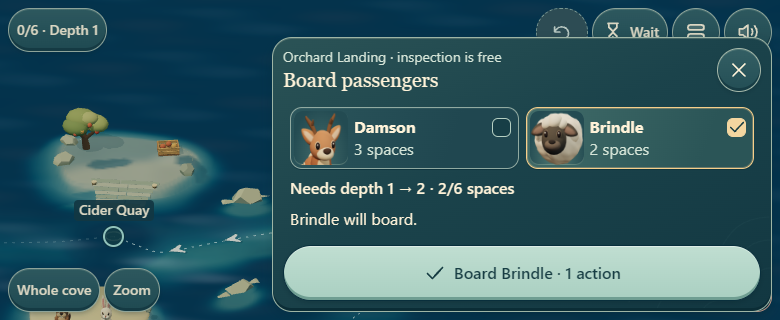 0/6 · Depth 1
Wait
Orchard Landing · inspection is free
Board passengers
Damson
3 spaces
Brindle
2 spaces
Needs depth 1 → 2 · 2/6 spaces
Brindle will board.
Board Brindle · 1 action
Cider Quay
Whole cove
Zoom